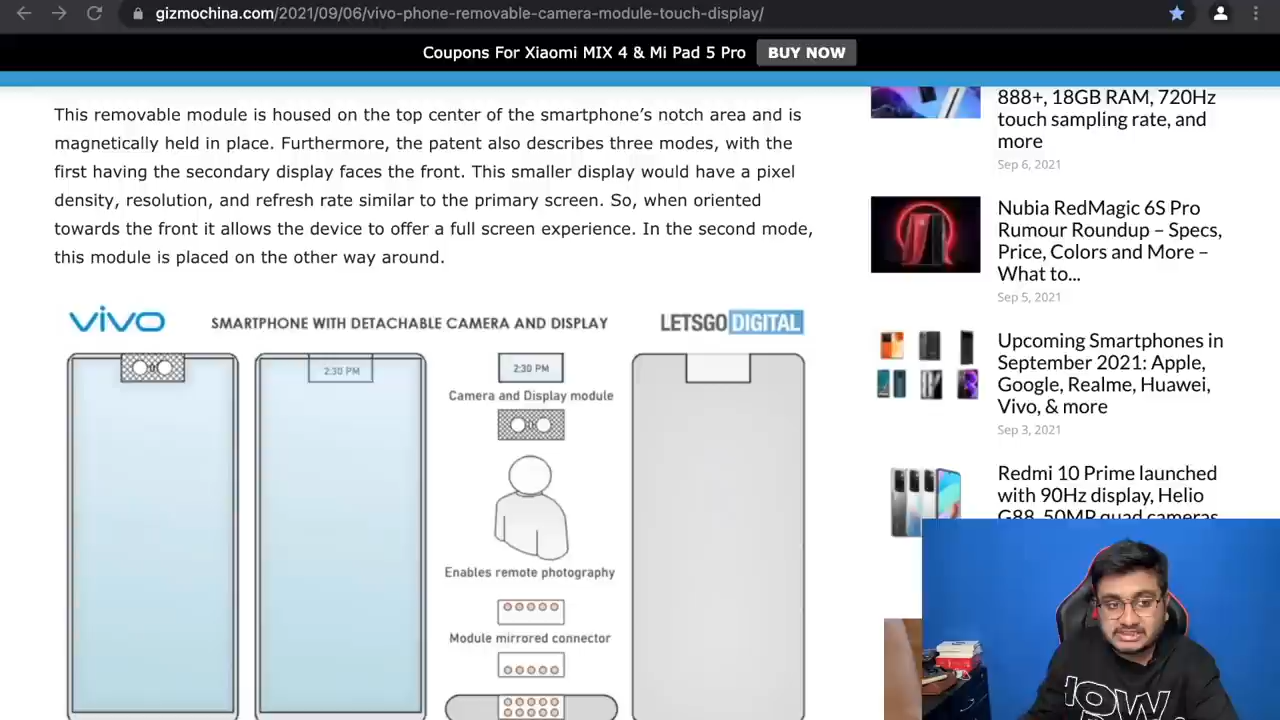 gizmochina.com/2021/09/06/vivo-phone-removable-camera-module-touch-display/
Coupons For Xiaomi MIX 4 & Mi Pad 5 Pro BUY NOW
This removable module is housed on the top center of the smartphone’s notch area and is
magnetically held in place. Furthermore, the patent also describes three modes, with the
first having the secondary display faces the front. This smaller display would have a pixel
density, resolution, and refresh rate similar to the primary screen. So, when oriented
towards the front it allows the device to offer a full screen experience. In the second mode,
this module is placed on the other way around.
vivo
SMARTPHONE WITH DETACHABLE CAMERA AND DISPLAY
LETSGODIGITAL
2:30 PM
2:30 PM
Camera and Display module
Enables remote photography
Module mirrored connector
888+, 18GB RAM, 720Hz
touch sampling rate, and
more
Sep 6, 2021
Nubia RedMagic 6S Pro
Rumour Roundup – Specs,
Price, Colors and More –
What to...
Sep 5, 2021
Upcoming Smartphones in
September 2021: Apple,
Google, Realme, Huawei,
Vivo, & more
Sep 3, 2021
Redmi 10 Prime launched
with 90Hz display, Helio
G88, 50MP quad cameras